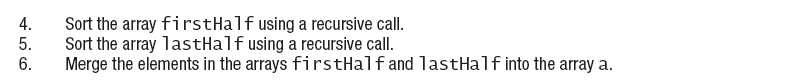 4. Sort the array firstHalf using a recursive call.
5. Sort the array lastHalf using a recursive call.
6. Merge the elements in the arrays firstHalf and lastHalf into the array a.